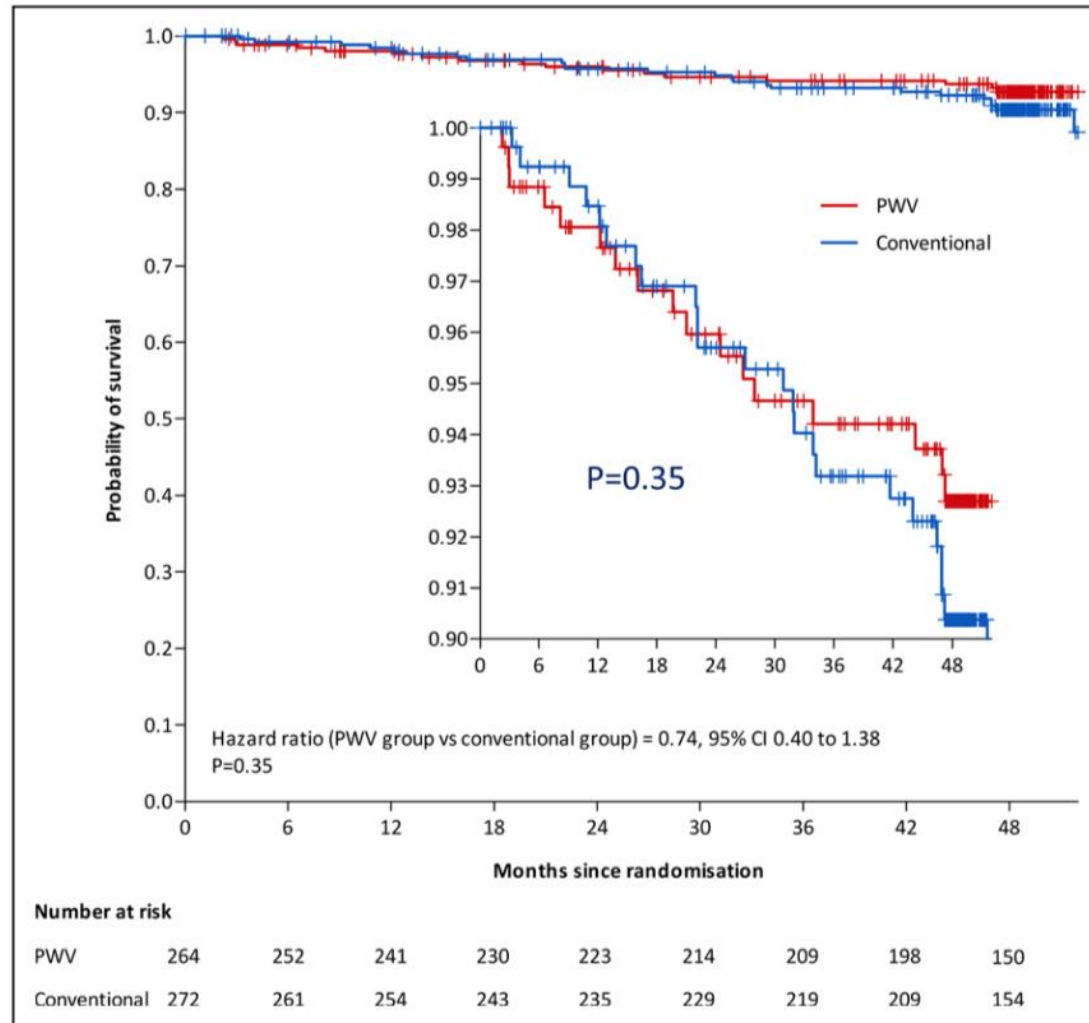 1.0
0.9
0.8
0.7
0.6
0.5
0.4
0.3
0.2
0.1
0.0
Probability of survival
1.00
0.99
0.98
0.97
0.96
0.95
0.94
0.93
0.92
0.91
0.90
0 6 12 18 24 30 36 42 48
PWV
Conventional
P=0.35
Hazard ratio (PWV group vs conventional group) = 0.74, 95% CI 0.40 to 1.38
P=0.35
0 6 12 18 24 30 36 42 48
Months since randomisation
Number at risk
PWV 264 252 241 230 223 214 209 198 150
Conventional 272 261 254 243 235 229 219 209 154